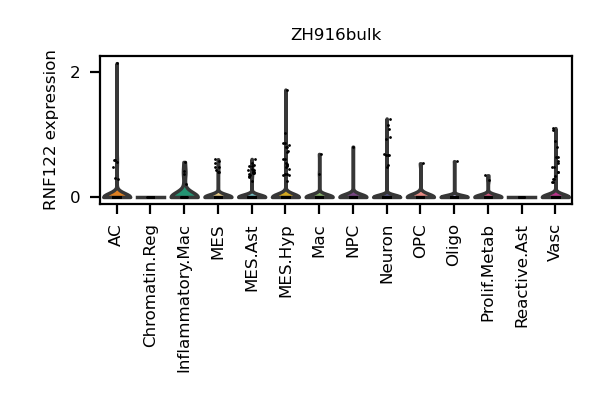 ZH916bulk
RNF122 expression
2
0
AC
Chromatin.Reg
Inflammatory.Mac
MES
MES.Ast
MES.Hyp
Mac
NPC
Neuron
OPC
Oligo
Prolif.Metab
Reactive.Ast
Vasc